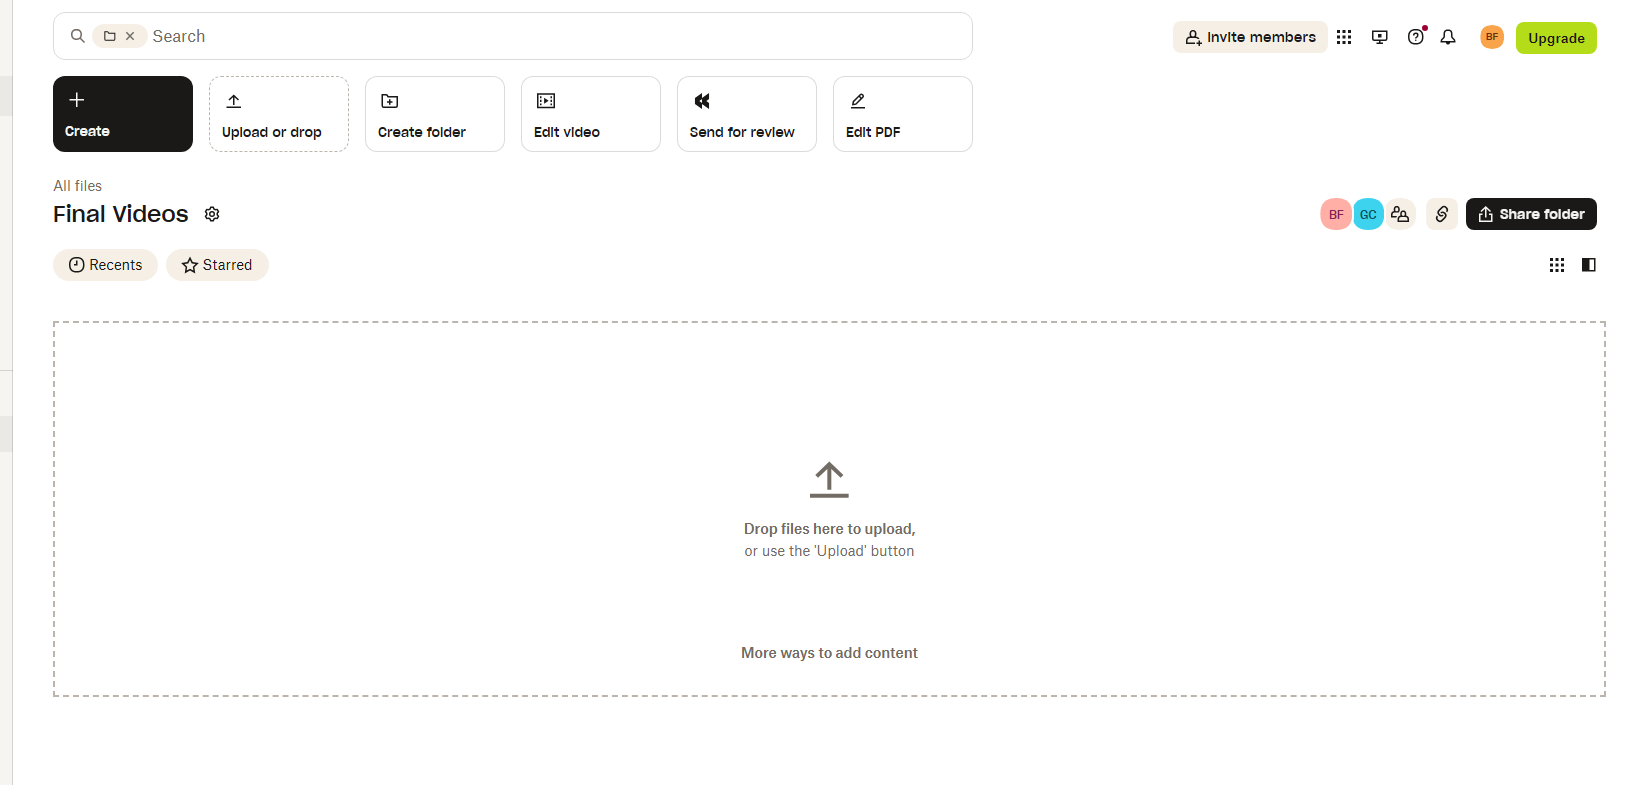 Search
Invite members
BF
Upgrade
Create
Upload or drop
Create folder
Edit video
Send for review
Edit PDF
All files
Final Videos
BF
GC
Share folder
Recents
Starred
Drop files here to upload,
or use the 'Upload' button
More ways to add content